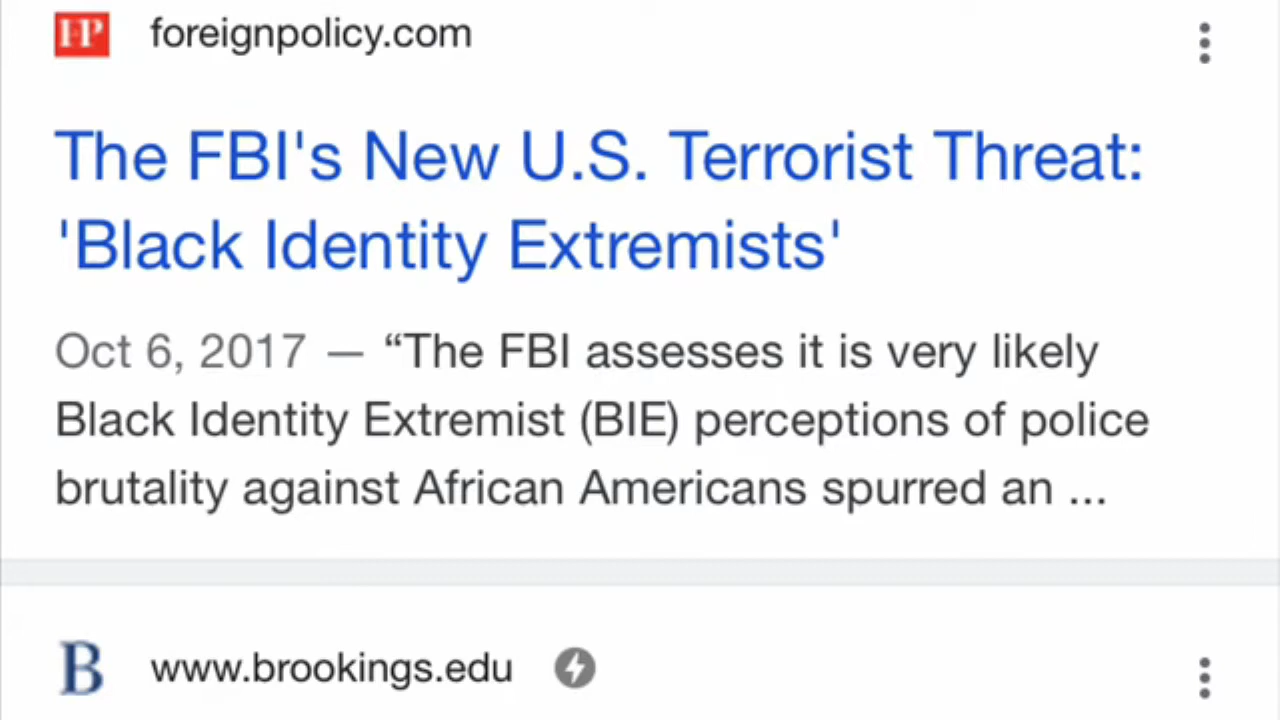 FP
foreignpolicy.com
The FBI's New U.S. Terrorist Threat:
'Black Identity Extremists'
Oct 6, 2017 — “The FBI assesses it is very likely
Black Identity Extremist (BIE) perceptions of police
brutality against African Americans spurred an ...
B
www.brookings.edu